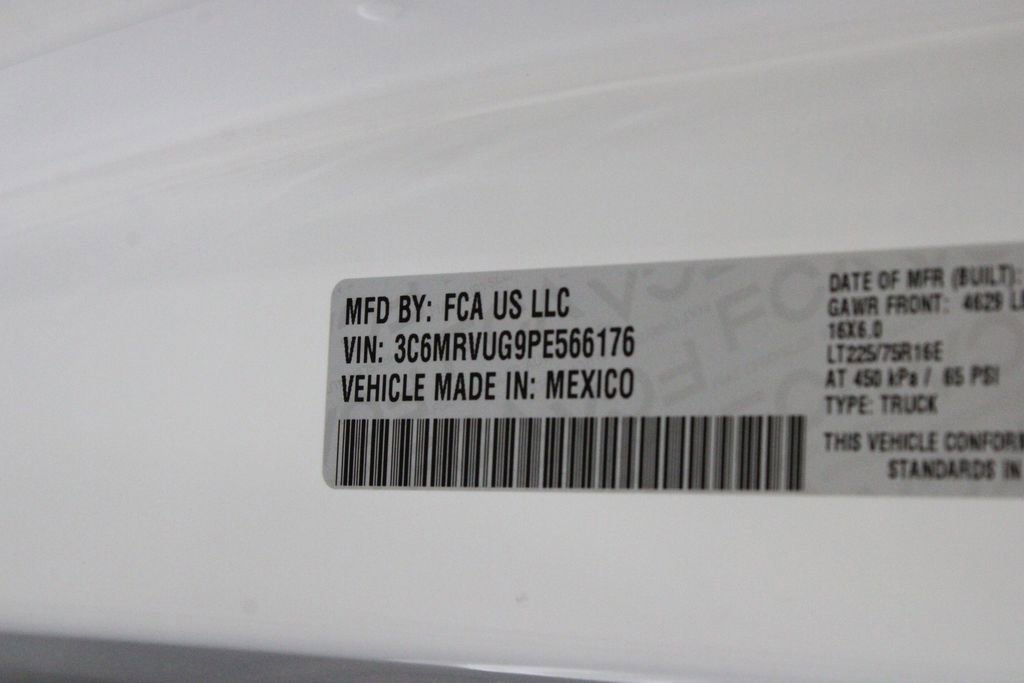 MFD BY: FCA US LLC
VIN: 3C6MRVUG9PE566176
VEHICLE MADE IN: MEXICO
DATE OF MFR (BUILT):
GAWR FRONT: 4629
16X6.0
LT225/75R16E
AT 450 kPa / 65 PSI
TYPE: TRUCK
THIS VEHICLE
STANDARDS IN